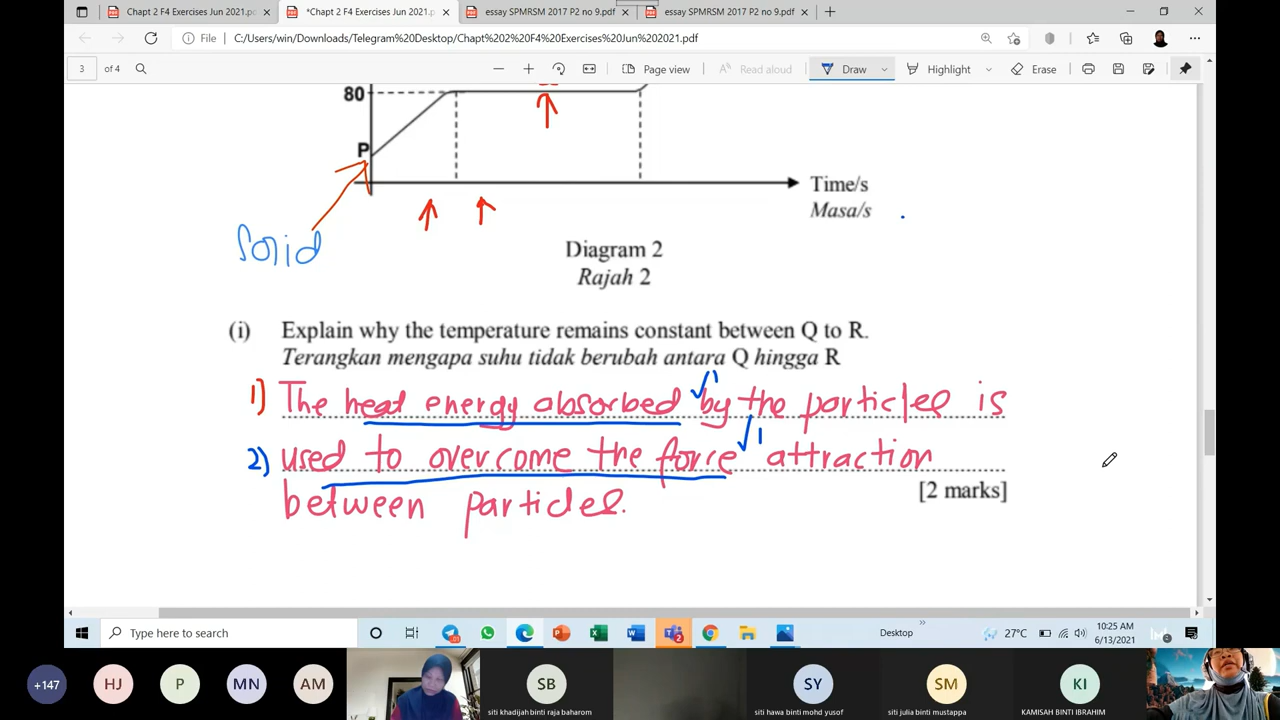 Chapt 2 F4 Exercises Jun 2021.pdf
*Chapt 2 F4 Exercises Jun 2021.pdf
essay SPMRSM 2017 P2 no 9.pdf
essay SPMRSM 2017 P2 no 9.pdf
File
C:/Users/win/Downloads/Telegram%20Desktop/Chapt%202%20F4%20Exercises%20Jun%202021.pdf
3 of 4
Page view
Read aloud
Draw
Highlight
Erase
80
P
Time/s
Masa/s
Solid
Diagram 2
Rajah 2
(i) Explain why the temperature remains constant between Q to R.
Terangkan mengapa suhu tidak berubah antara Q hingga R
1) The heat energy absorbed √1 by the particles is
2) used to overcome the force √1 attraction
[2 marks]
between particles.
Type here to search
Desktop
27°C
10:25 AM
6/13/2021
+147
HJ
P
MN
AM
SB
siti khadijah binti raja baharom
SY
siti hawa binti mohd yusof
SM
siti julia binti mustappa
KI
KAMISAH BINTI IBRAHIM